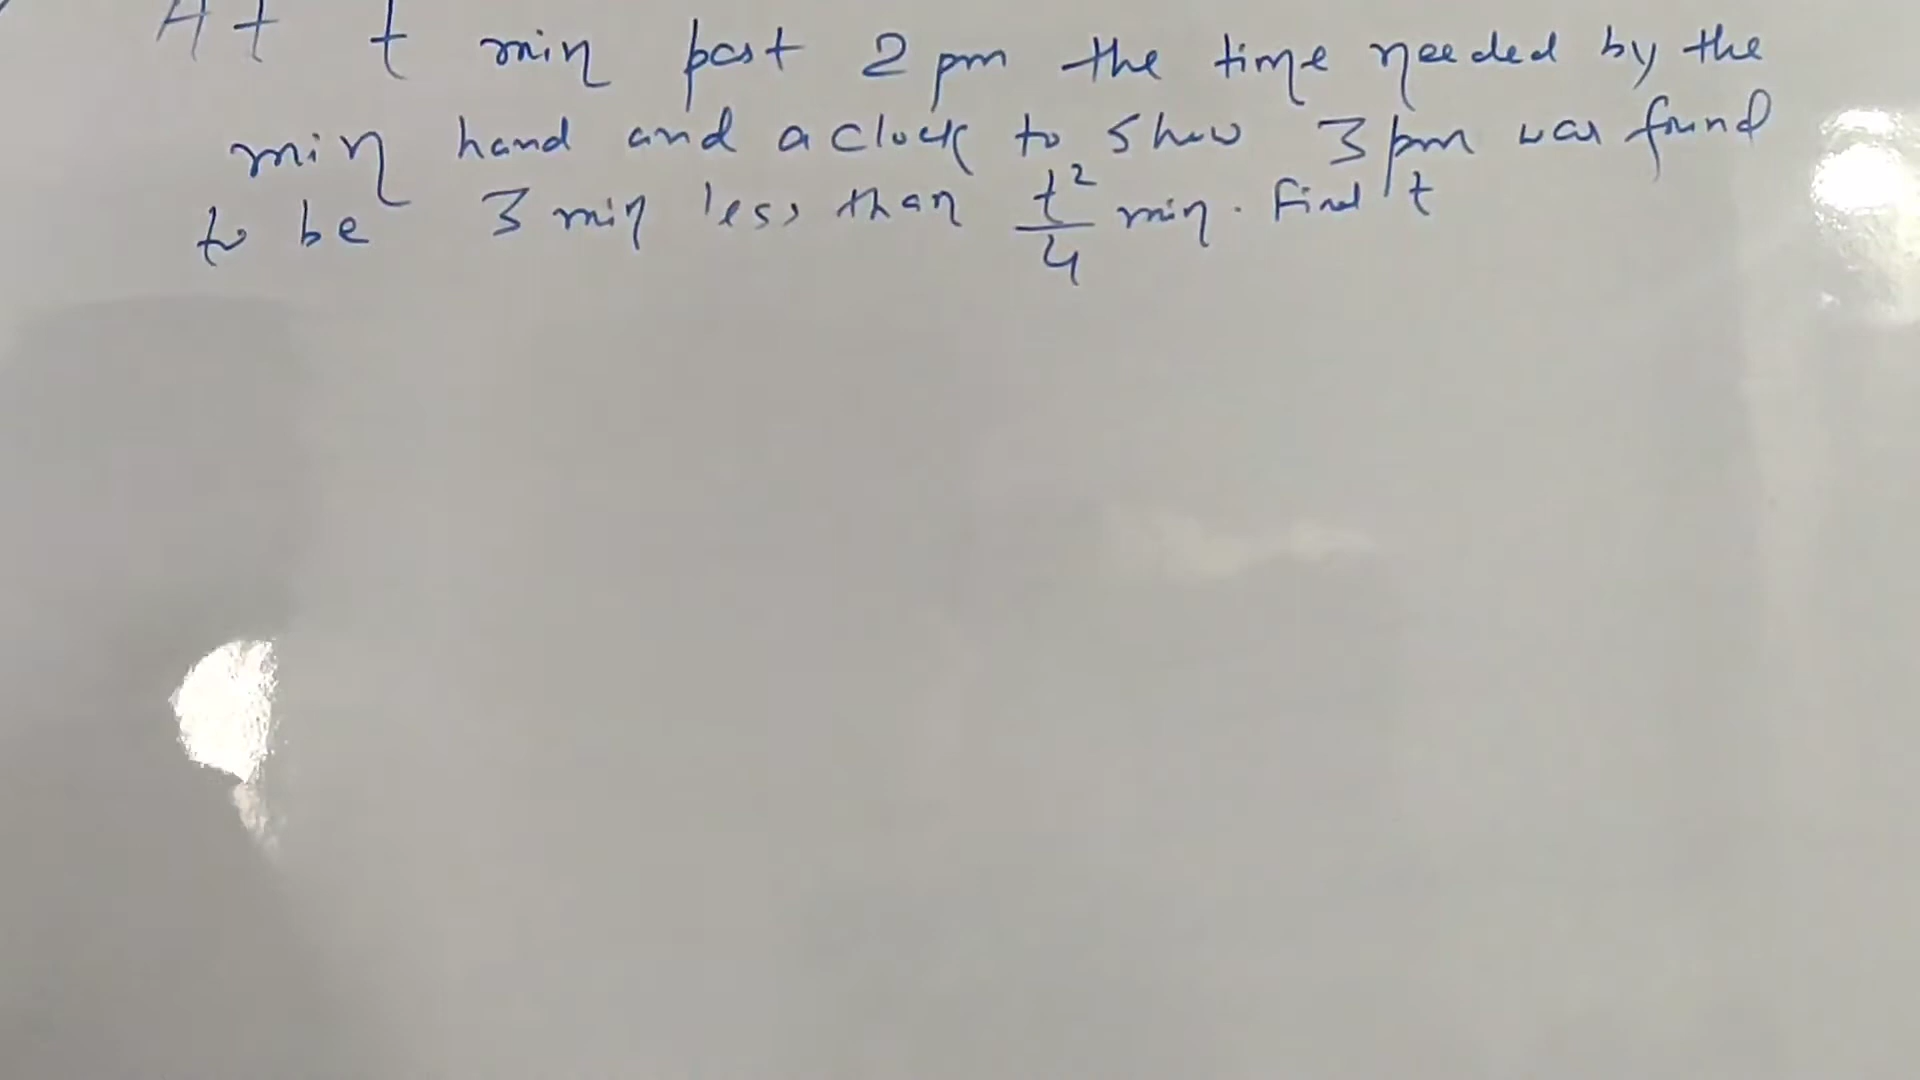 At t min past 2 pm the time needed by the
min hand and a clock to show 3 pm was found
to be 3 min less than t²/4 min. Find t